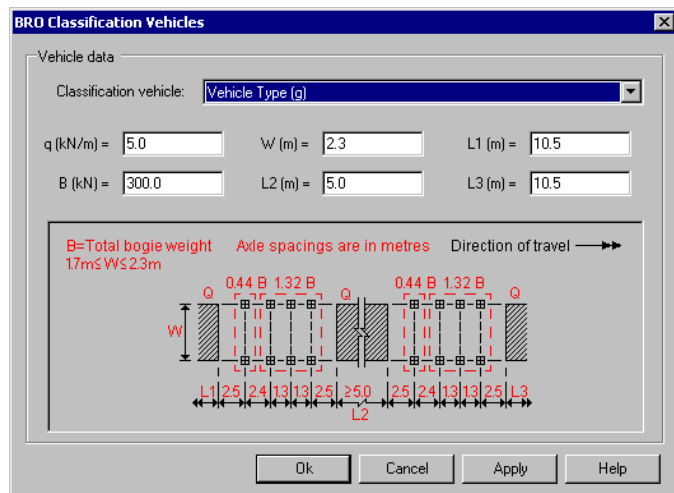 BRO Classification Vehicles
Vehicle data
Classification vehicle: Vehicle Type (g)
q (kN/m) = 5.0 W (m) = 2.3 L1 (m) = 10.5
B (kN) = 300.0 L2 (m) = 5.0 L3 (m) = 10.5
B=Total bogie weight Axle spacings are in metres Direction of travel
1.7m≤W≤2.3m
0.44 B 1.32 B 0.44 B 1.32 B
Q Q Q
W
L1 2.5 2.4 1.3 1.3 2.5 ≥5.0 2.5 2.4 1.3 1.3 2.5 L3
L2
Ok Cancel Apply Help